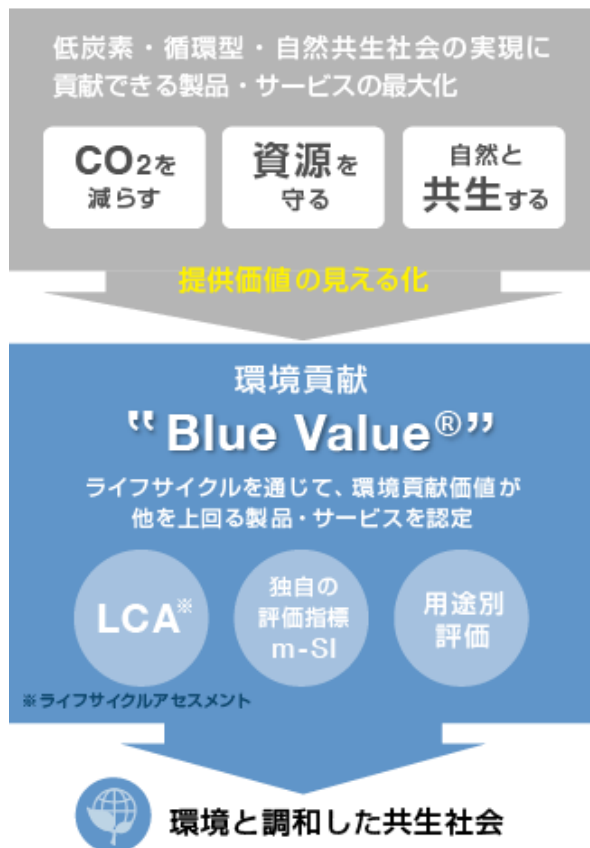 低炭素・循環型・自然共生社会の実現に
貢献できる製品・サービスの最大化
CO2を
減らす
資源を
守る
自然と
共生する
提供価値の見える化
環境貢献
“Blue Value®”
ライフサイクルを通じて、環境貢献価値が
他を上回る製品・サービスを認定
LCA※
独自の
評価指標
m-SI
用途別
評価
※ライフサイクルアセスメント
環境と調和した共生社会